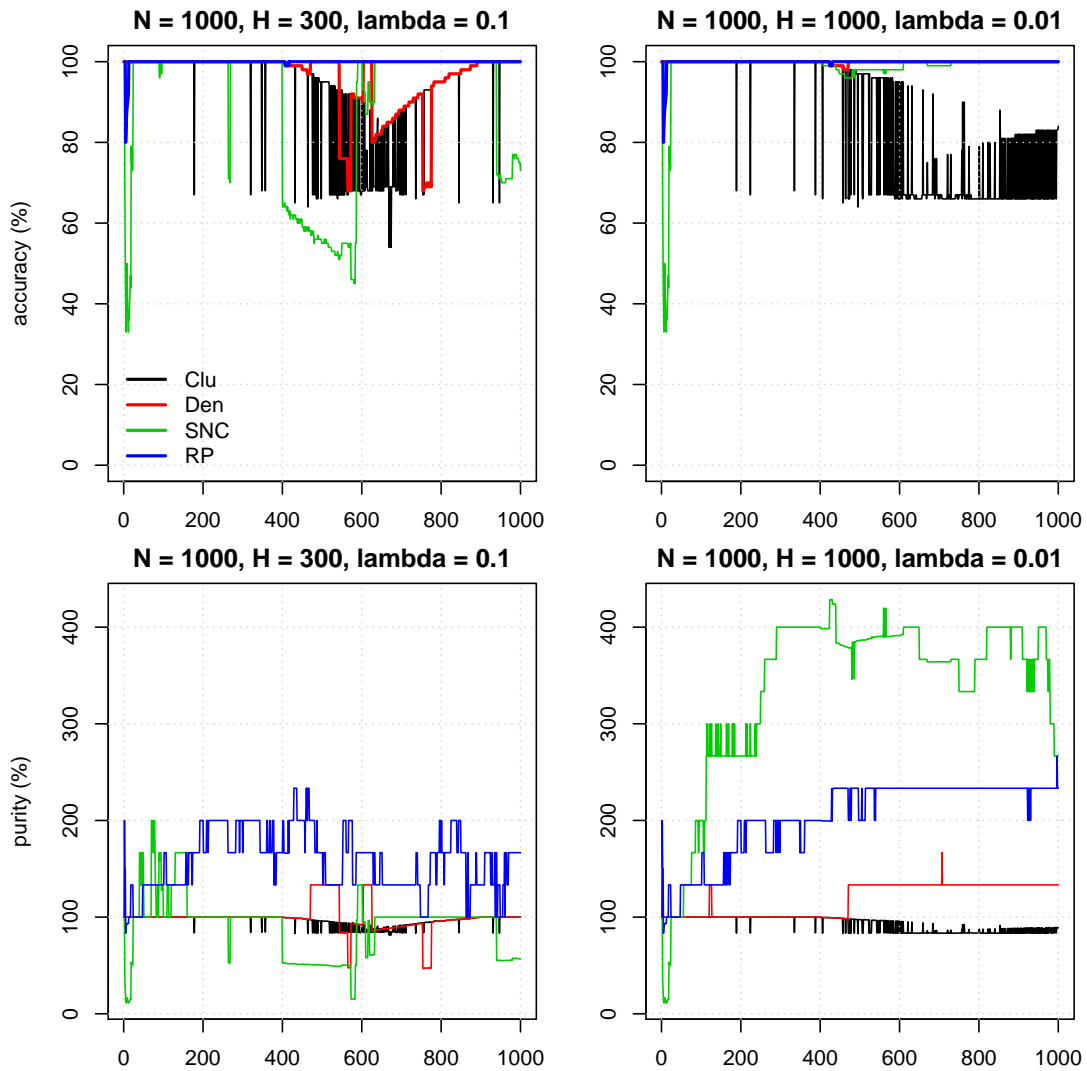 N = 1000, H = 300, lambda = 0.1
N = 1000, H = 1000, lambda = 0.01
accuracy (%)
100
80
60
40
20
0
Clu
Den
SNC
RP
0 200 400 600 800 1000
100
80
60
40
20
0
0 200 400 600 800 1000
N = 1000, H = 300, lambda = 0.1
N = 1000, H = 1000, lambda = 0.01
purity (%)
400
300
200
100
0
0 200 400 600 800 1000
400
300
200
100
0
0 200 400 600 800 1000